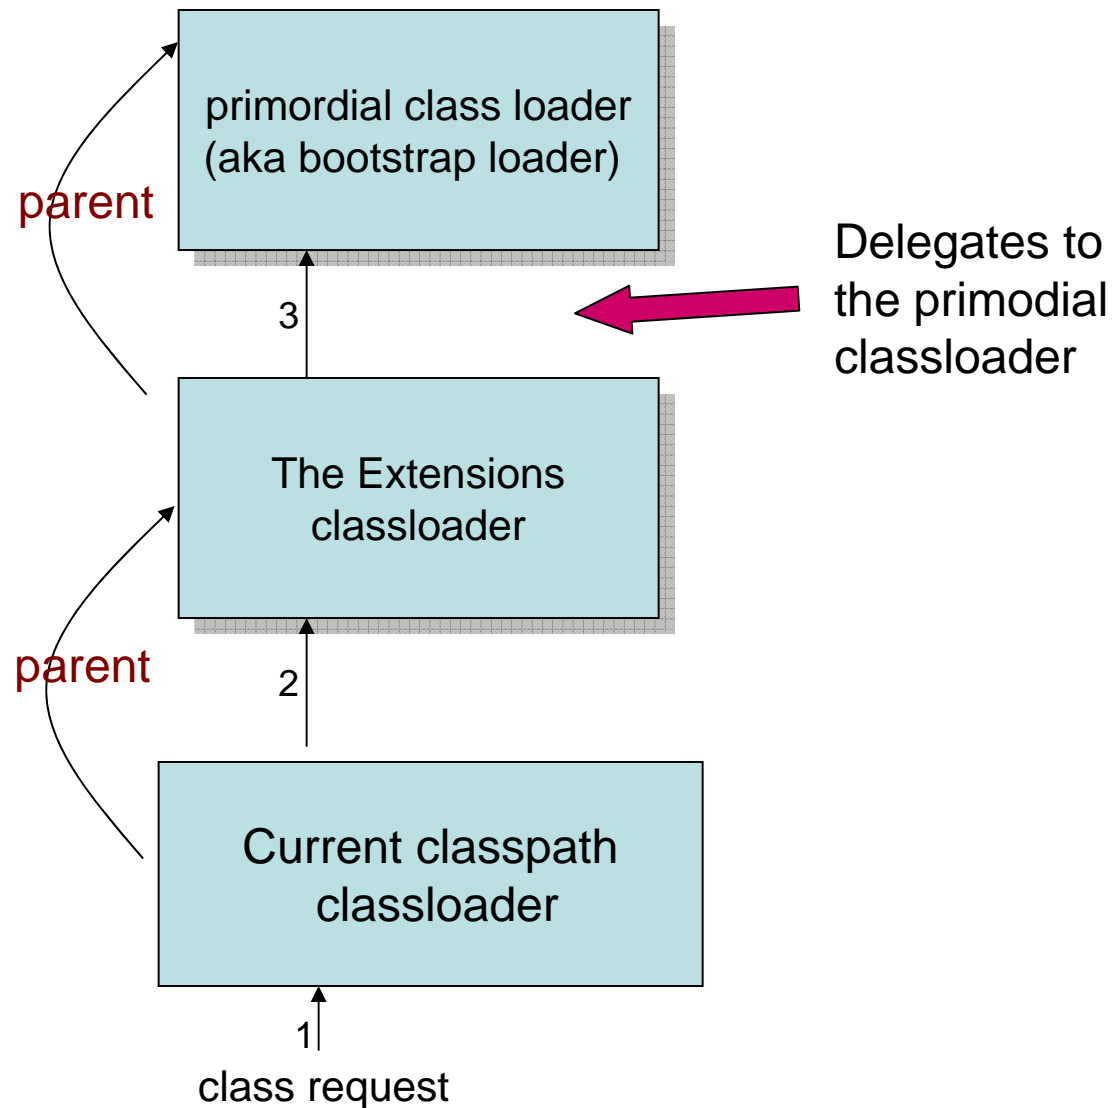 primordial class loader
(aka bootstrap loader)
parent
Delegates to
the primodial
classloader
3
The Extensions
classloader
parent
2
Current classpath
classloader
1
class request